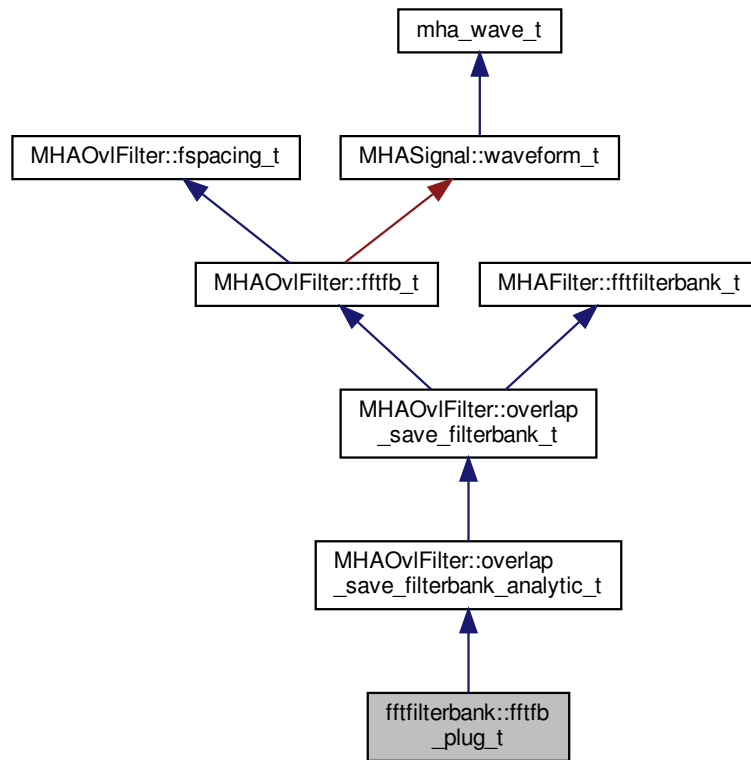 mha_wave_t
MHAOvlFilter::fspacing_t
MHASignal::waveform_t
MHAOvlFilter::fftfb_t
MHAFilter::fftfilterbank_t
MHAOvlFilter::overlap
_save_filterbank_t
MHAOvlFilter::overlap
_save_filterbank_analytic_t
fftfilterbank::fftfb
_plug_t